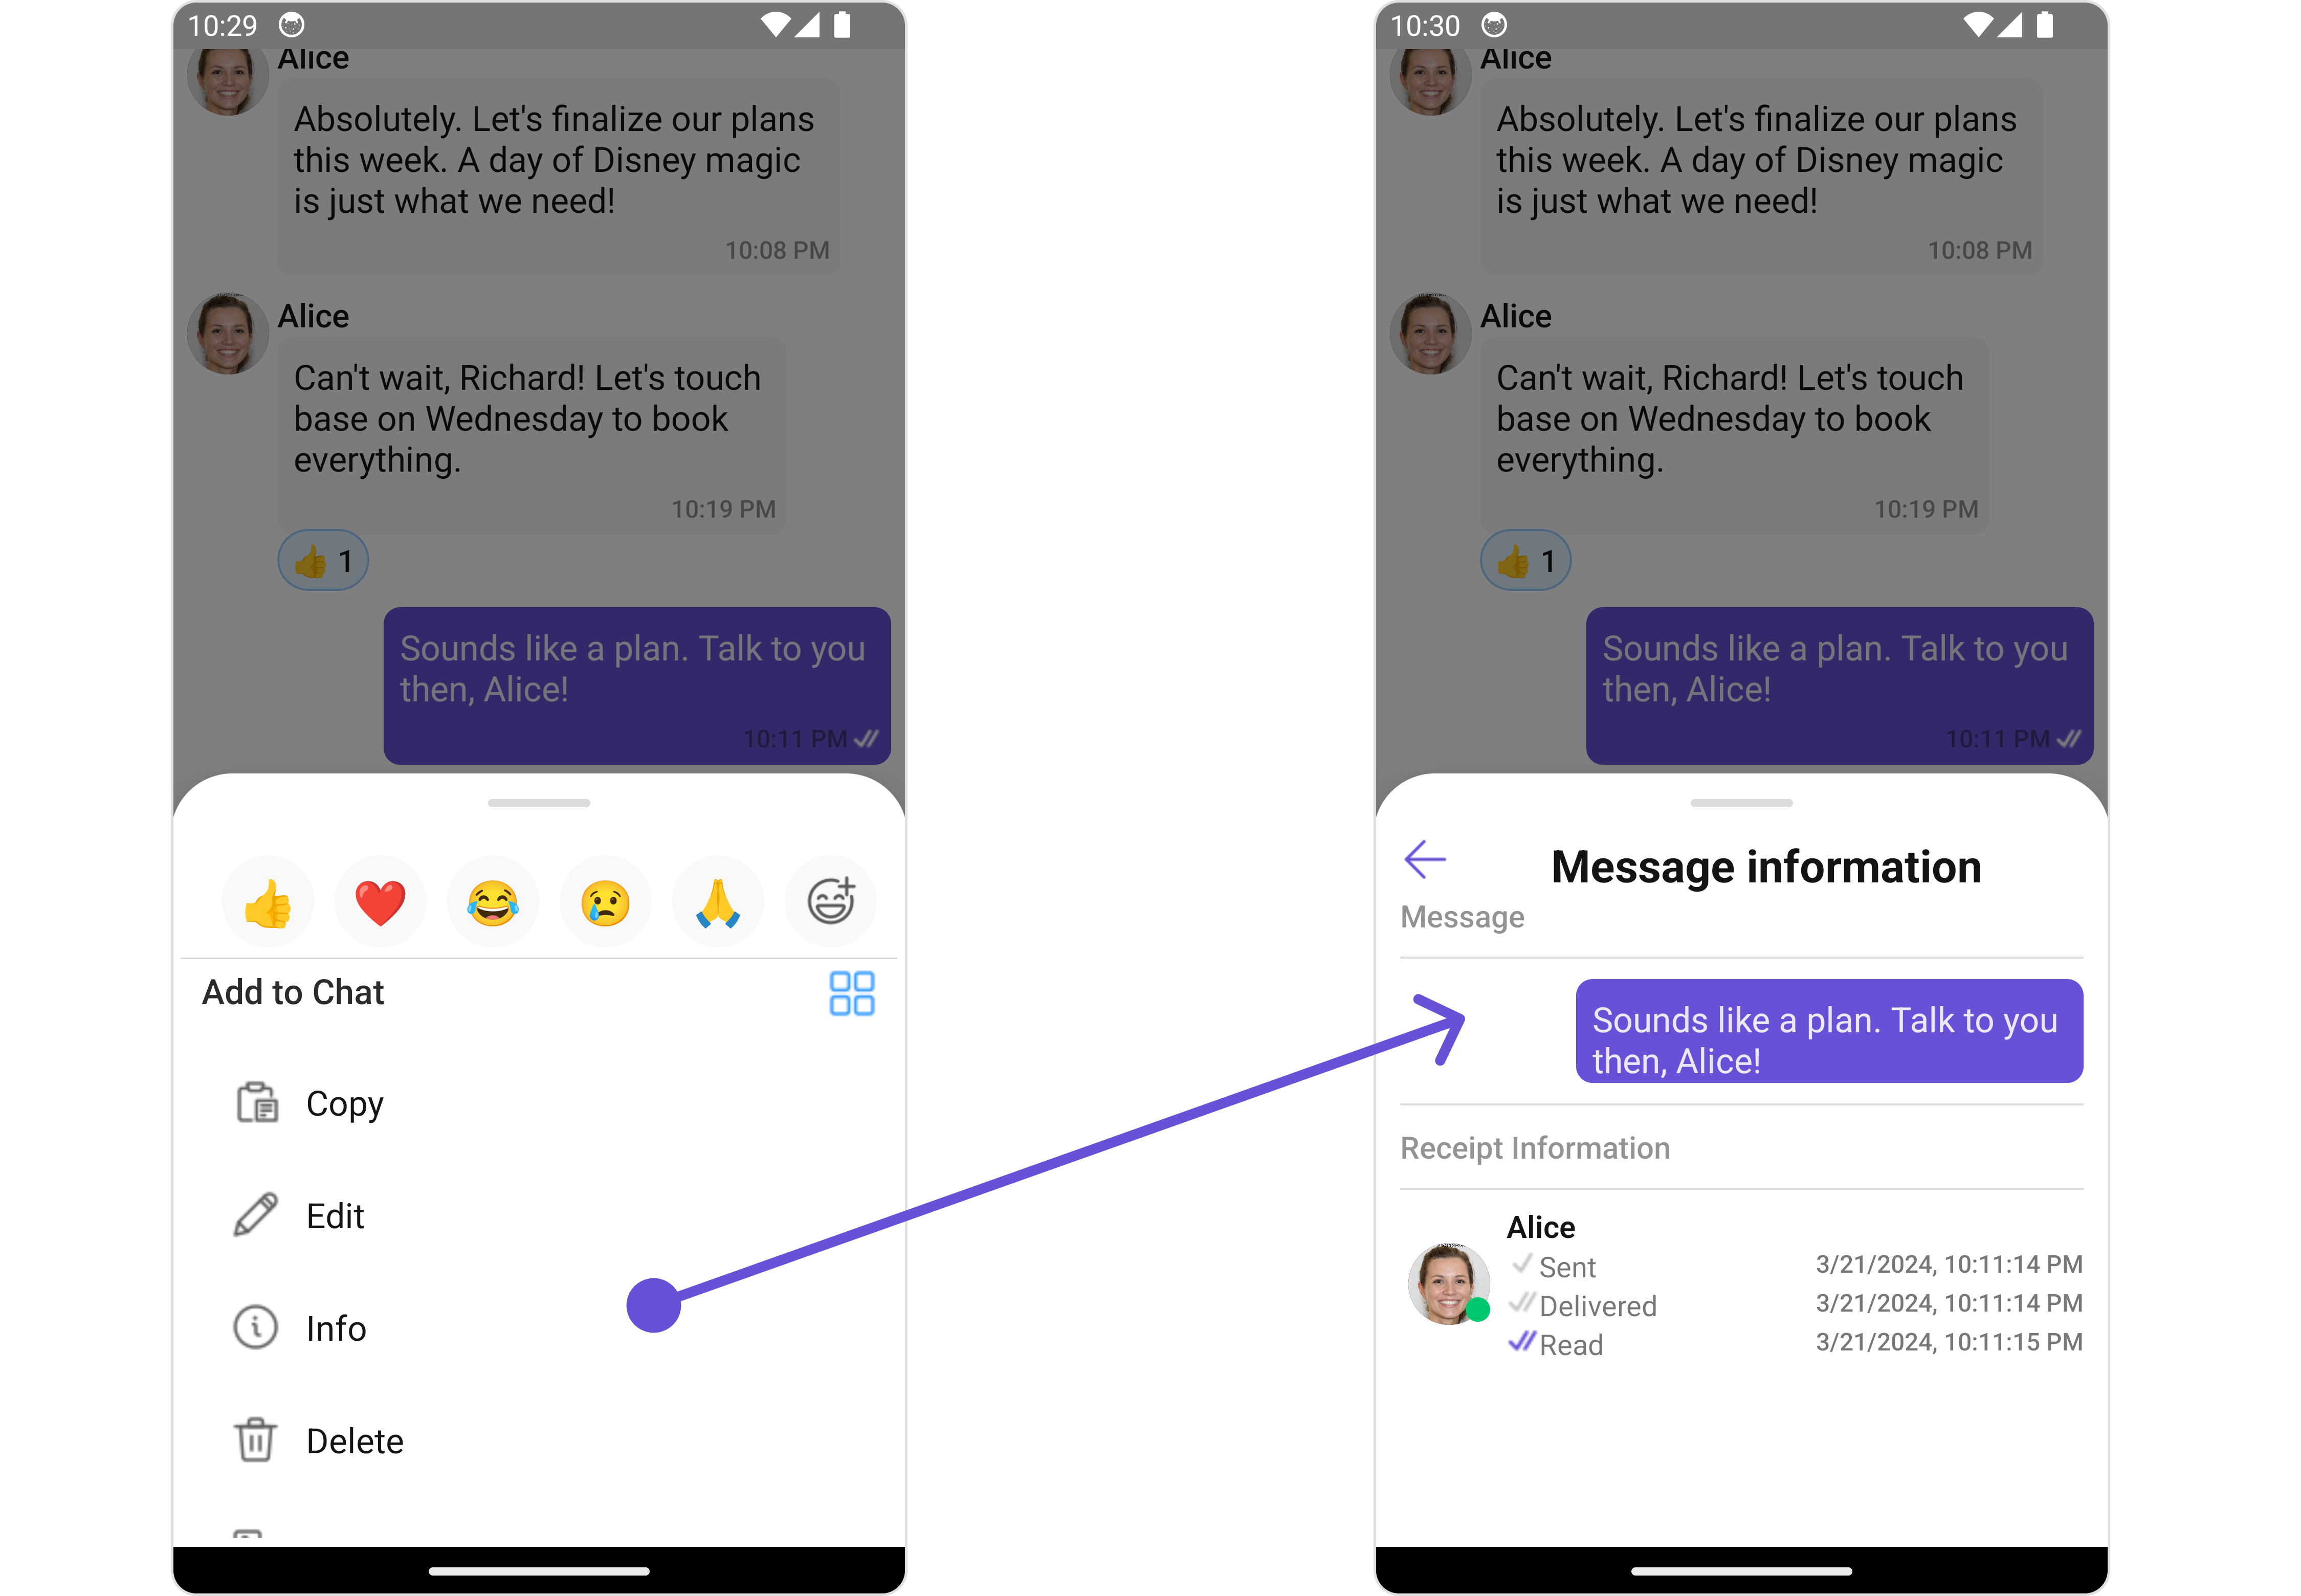 10:29
Alice
Absolutely. Let's finalize our plans
this week. A day of Disney magic
is just what we need!
10:08 PM
Alice
Can't wait, Richard! Let's touch
base on Wednesday to book
everything.
10:19 PM
👍 1
Sounds like a plan. Talk to you
then, Alice!
10:11 PM
Add to Chat
Copy
Edit
Info
Delete
10:30
Alice
Absolutely. Let's finalize our plans
this week. A day of Disney magic
is just what we need!
10:08 PM
Alice
Can't wait, Richard! Let's touch
base on Wednesday to book
everything.
10:19 PM
👍 1
Sounds like a plan. Talk to you
then, Alice!
10:11 PM
Message information
Message
Sounds like a plan. Talk to you
then, Alice!
Receipt Information
Alice
Sent 3/21/2024, 10:11:14 PM
Delivered 3/21/2024, 10:11:14 PM
Read 3/21/2024, 10:11:15 PM